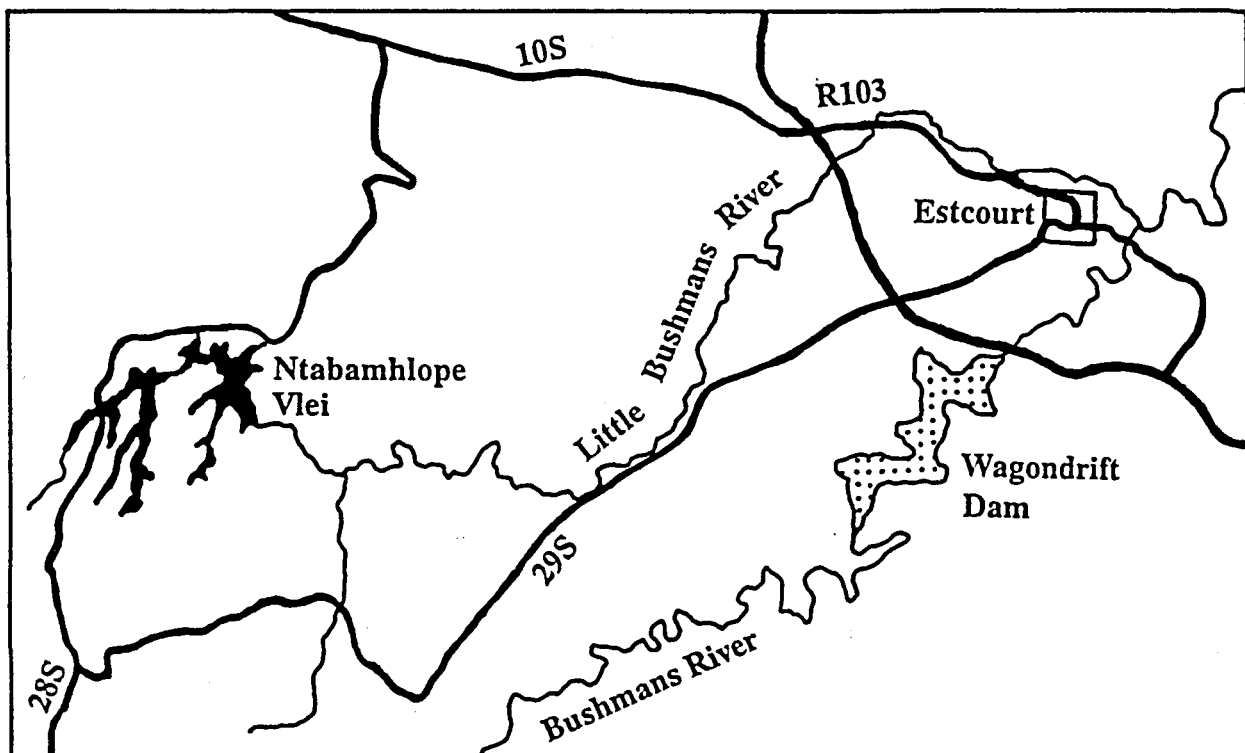 10S
R103
Estcourt
Little Bushmans River
Ntabamhlope
Vlei
Wagondrift
Dam
29S
28S
Bushmans River